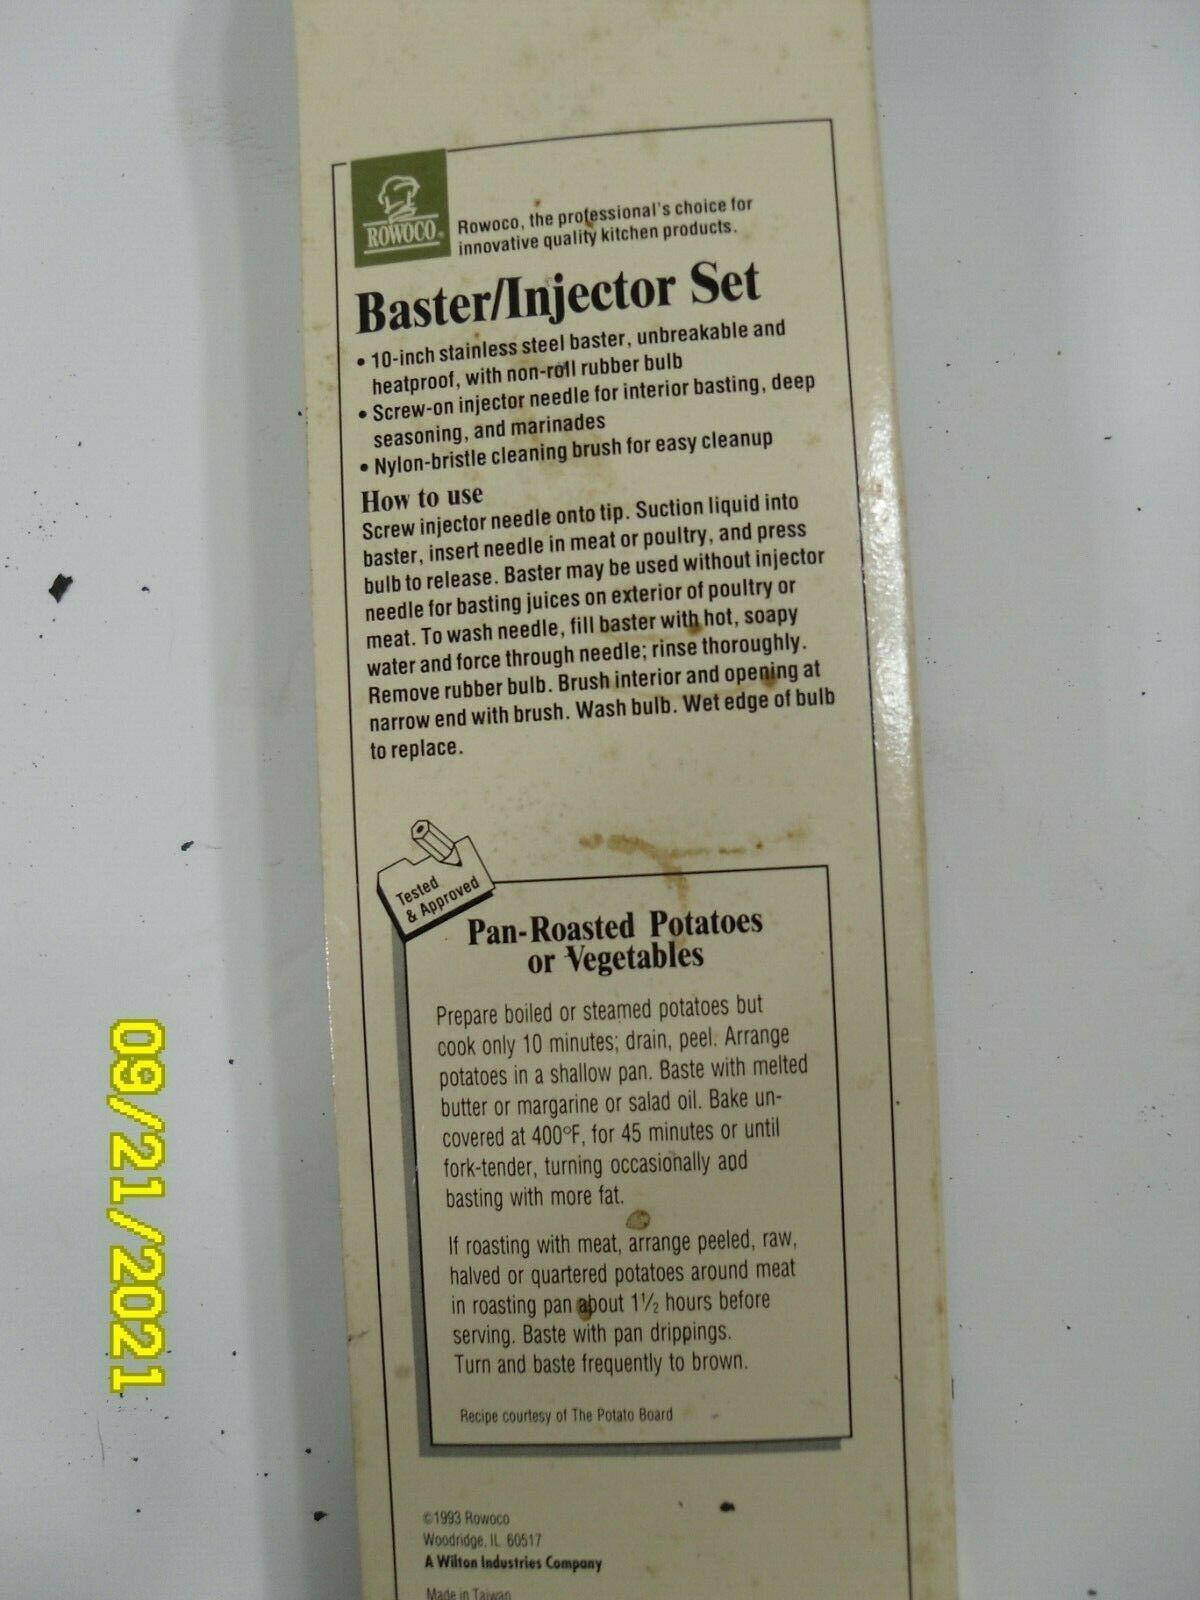 ROWOCO®
Rowoco, the professional's choice for
innovative quality kitchen products.
Baster/Injector Set
• 10-inch stainless steel baster, unbreakable and
heatproof, with non-roll rubber bulb
• Screw-on injector needle for interior basting, deep
seasoning, and marinades
• Nylon-bristle cleaning brush for easy cleanup
How to use
Screw injector needle onto tip. Suction liquid into
baster, insert needle in meat or poultry, and press
bulb to release. Baster may be used without injector
needle for basting juices on exterior of poultry or
meat. To wash needle, fill baster with hot, soapy
water and force through needle; rinse thoroughly.
Remove rubber bulb. Brush interior and opening at
narrow end with brush. Wash bulb. Wet edge of bulb
to replace.
Tested
& Approved
Pan-Roasted Potatoes
or Vegetables
Prepare boiled or steamed potatoes but
cook only 10 minutes; drain, peel. Arrange
potatoes in a shallow pan. Baste with melted
butter or margarine or salad oil. Bake un-
covered at 400°F, for 45 minutes or until
fork-tender, turning occasionally and
basting with more fat.
If roasting with meat, arrange peeled, raw,
halved or quartered potatoes around meat
in roasting pan about 1½ hours before
serving. Baste with pan drippings.
Turn and baste frequently to brown.
Recipe courtesy of The Potato Board
©1993 Rowoco
Woodridge, IL 60517
A Wilton Industries Company
Made in Taiwan
09/21/2021